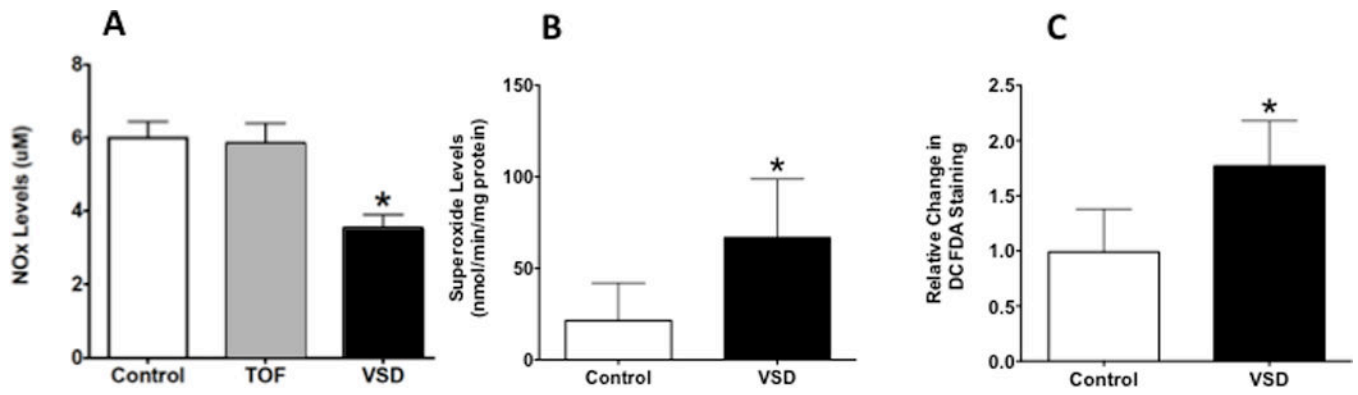 A
B
C
NOx Levels (uM)
8
6
4
2
0
*
Control
TOF
VSD
Superoxide Levels
(nmol/min/mg protein)
150
100
50
0
*
Control
VSD
Relative Change in
DCFDA Staining
2.5
2.0
1.5
1.0
0.5
0.0
*
Control
VSD